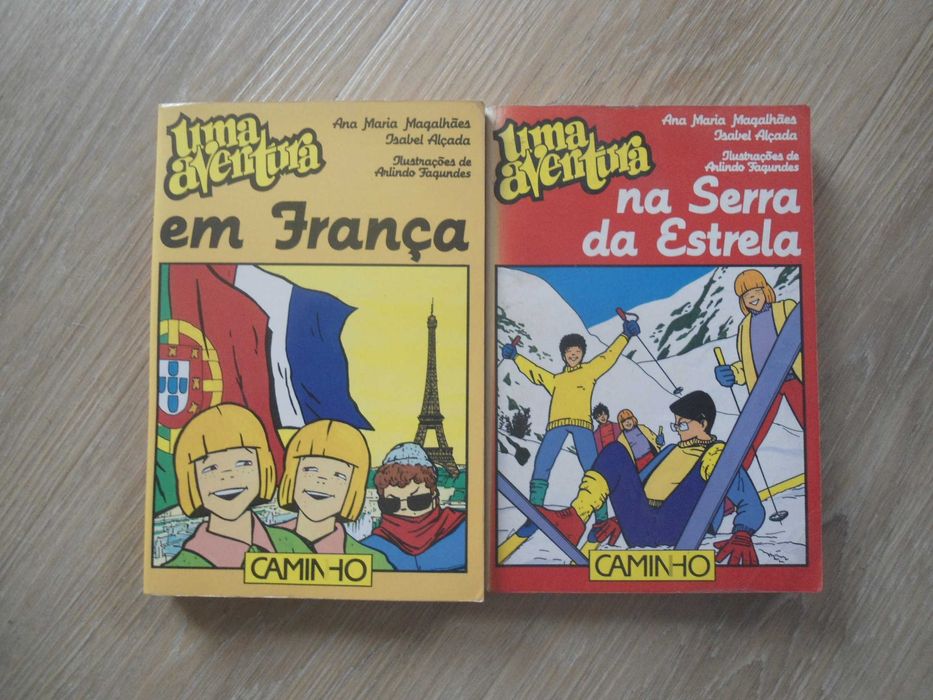 uma
aventura
Ana Maria Magalhães
Isabel Alçada
Ilustrações de
Arlindo Fagundes
em França
CAMINHO
uma
aventura
Ana Maria Magalhães
Isabel Alçada
Ilustrações de
Arlindo Fagundes
na Serra
da Estrela
CAMINHO